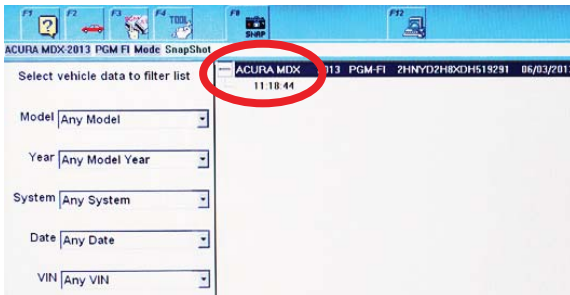 F1 F2 F3 F4 TOOL F8 SNAP F12
ACURA MDX-2013 PGM FI Mode SnapShot
Select vehicle data to filter list
ACURA MDX 2013 PGM-FI 2HNYD2H8XDH519291 06/03/201
11:18:44
Model Any Model
Year Any Model Year
System Any System
Date Any Date
VIN Any VIN